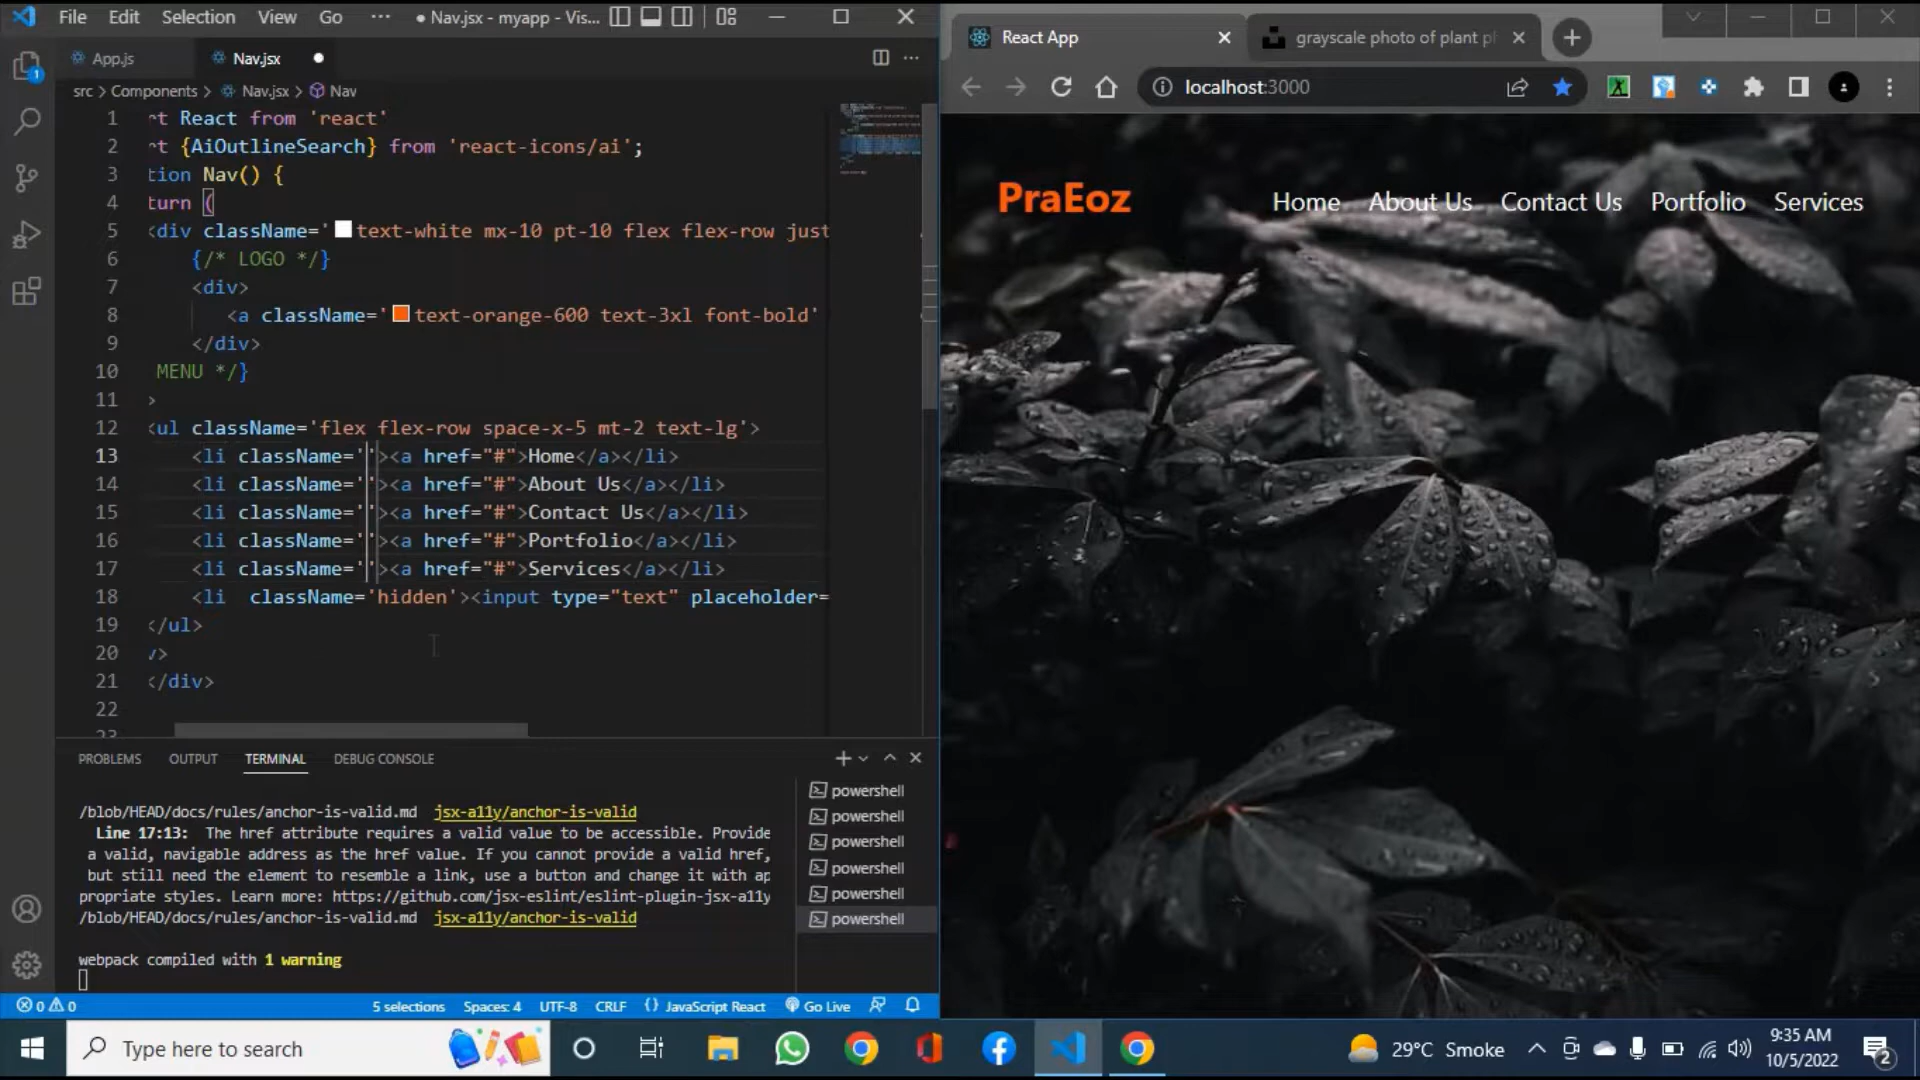 File Edit Selection View Go ··· ● Nav.jsx - myapp - Vis...
App.js Nav.jsx ●
src > Components > Nav.jsx > Nav
1 rt React from 'react'
2 rt {AiOutlineSearch} from 'react-icons/ai';
3 tion Nav() {
4 turn (
5 <div className='text-white mx-10 pt-10 flex flex-row just
6 {/* LOGO */}
7 <div>
8 <a className='text-orange-600 text-3xl font-bold'
9 </div>
10 MENU */}
11 >
12 <ul className='flex flex-row space-x-5 mt-2 text-lg'>
13 <li className=''><a href="#">Home</a></li>
14 <li className=''><a href="#">About Us</a></li>
15 <li className=''><a href="#">Contact Us</a></li>
16 <li className=''><a href="#">Portfolio</a></li>
17 <li className=''><a href="#">Services</a></li>
18 <li  className='hidden'><input type="text" placeholder=
19 </ul>
20 v>
21 </div>
22
23
PROBLEMS OUTPUT TERMINAL DEBUG CONSOLE
/blob/HEAD/docs/rules/anchor-is-valid.md jsx-a11y/anchor-is-valid
Line 17:13: The href attribute requires a valid value to be accessible. Provide
a valid, navigable address as the href value. If you cannot provide a valid href,
but still need the element to resemble a link, use a button and change it with ap
propriate styles. Learn more: https://github.com/jsx-eslint/eslint-plugin-jsx-a11y
/blob/HEAD/docs/rules/anchor-is-valid.md jsx-a11y/anchor-is-valid
webpack compiled with 1 warning
powershell
powershell
powershell
powershell
powershell
powershell
0 0 5 selections Spaces: 4 UTF-8 CRLF {} JavaScript React Go Live
React App
grayscale photo of plant p
localhost:3000
PraEoz
Home About Us Contact Us Portfolio Services
Type here to search
29°C Smoke
9:35 AM
10/5/2022
2
1